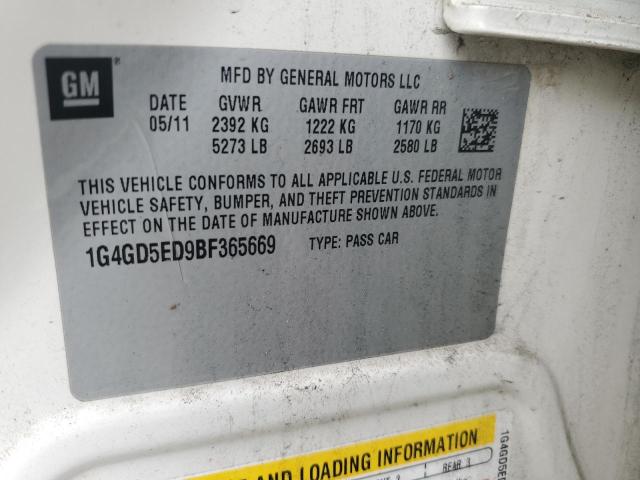 GM
MFD BY GENERAL MOTORS LLC
DATE GVWR GAWR FRT GAWR RR
05/11 2392 KG 1222 KG 1170 KG
5273 LB 2693 LB 2580 LB
THIS VEHICLE CONFORMS TO ALL APPLICABLE U.S. FEDERAL MOTOR
VEHICLE SAFETY, BUMPER, AND THEFT PREVENTION STANDARDS IN
EFFECT ON THE DATE OF MANUFACTURE SHOWN ABOVE.
1G4GD5ED9BF365669 TYPE: PASS CAR
AND LOADING INFORMATION
REAR 3
1G4GD5E